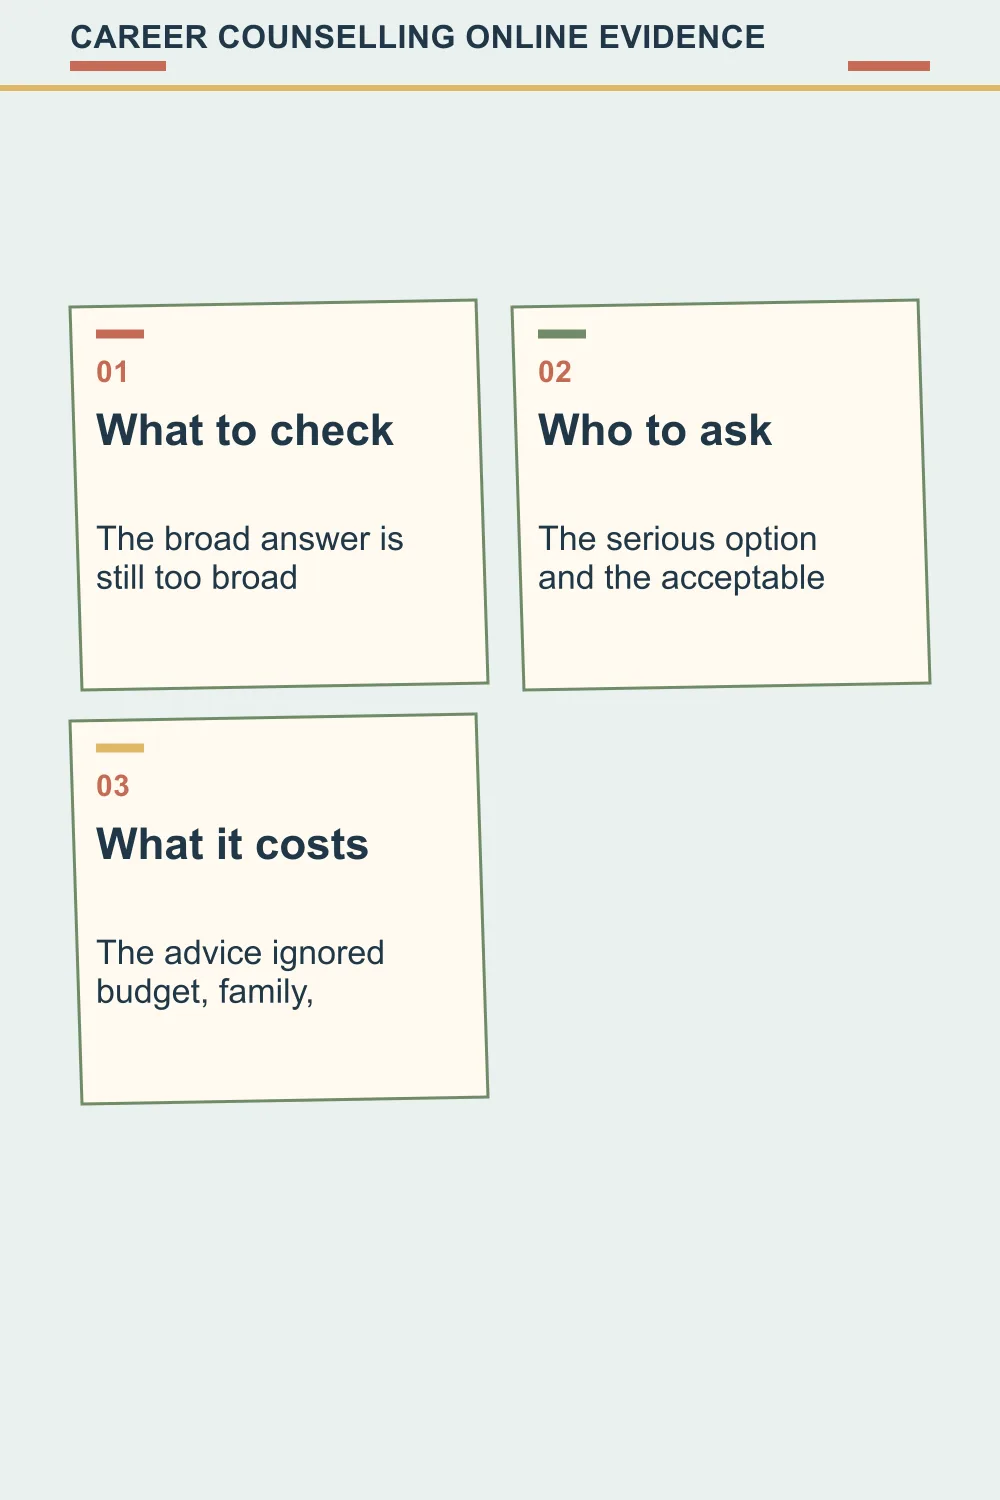 CAREER COUNSELLING ONLINE EVIDENCE
01
What to check
The broad answer is
still too broad
02
Who to ask
The serious option
and the acceptable
03
What it costs
The advice ignored
budget, family,